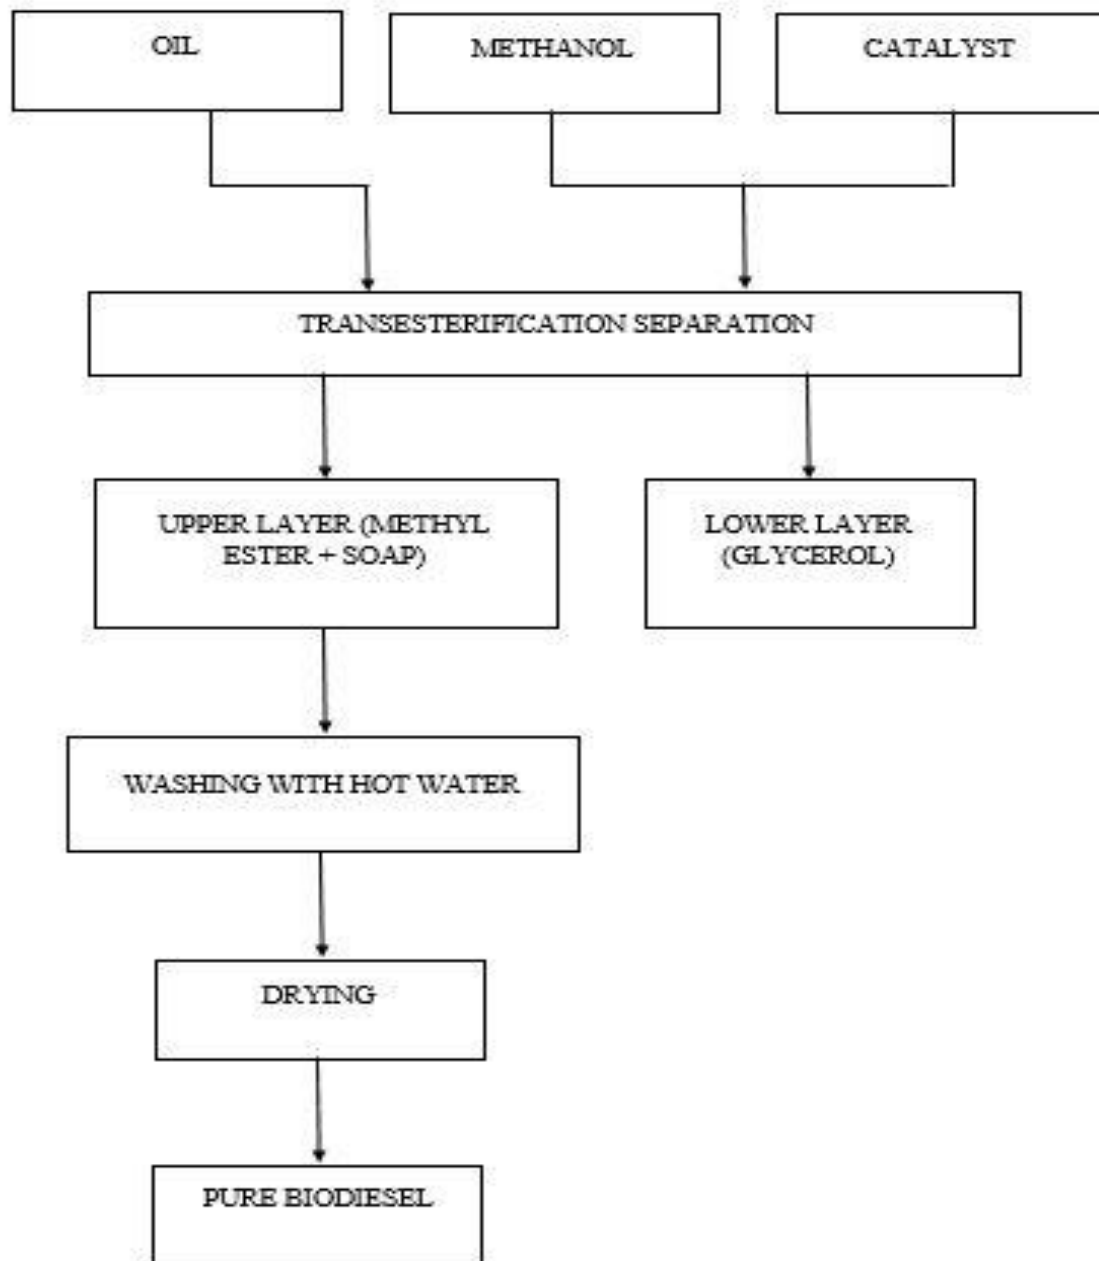 OIL
METHANOL
CATALYST
TRANSESTERIFICATION SEPARATION
UPPER LAYER (METHYL
ESTER + SOAP)
LOWER LAYER
(GLYCEROL)
WASHING WITH HOT WATER
DRYING
PURE BIODIESEL